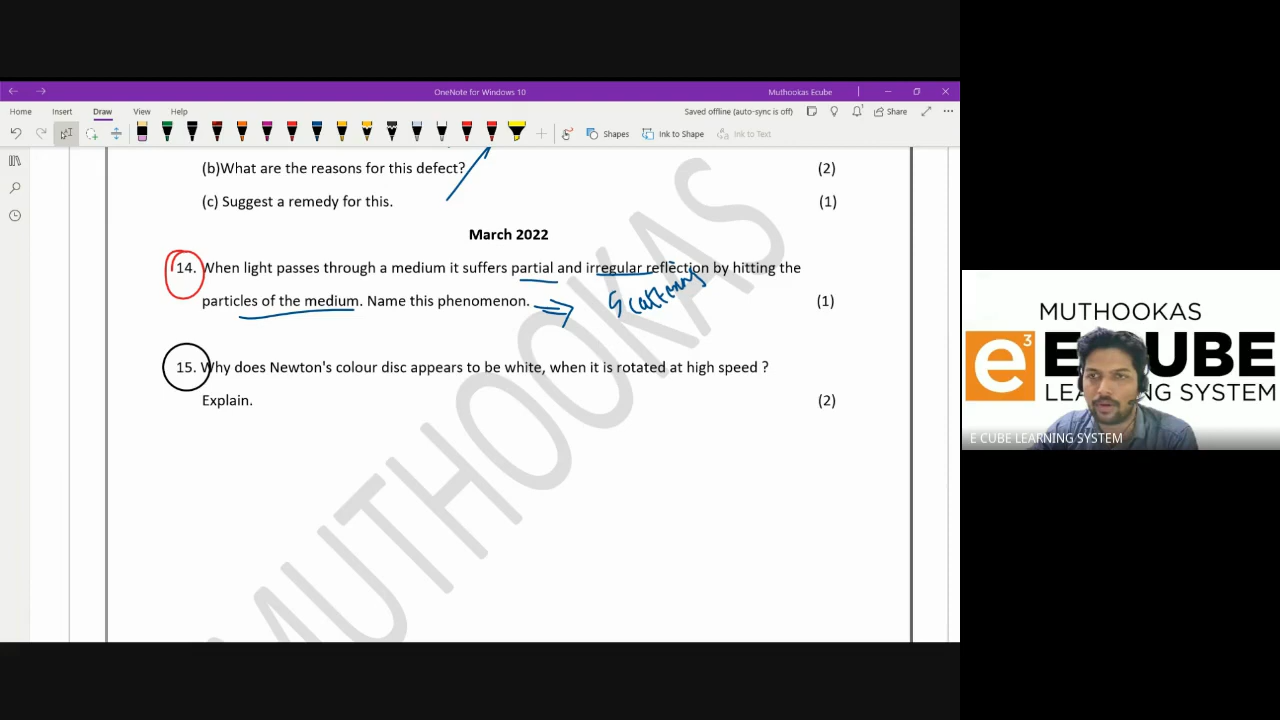 OneNote for Windows 10
Muthookas Ecube
Home Insert Draw View Help
Saved offline (auto-sync is off)
Share
Shapes
Ink to Shape
Ink to Text
(b)What are the reasons for this defect? (2)
(c) Suggest a remedy for this. (1)
March 2022
14. When light passes through a medium it suffers partial and irregular reflection by hitting the
particles of the medium. Name this phenomenon. (1)
Scattering
15. Why does Newton's colour disc appears to be white, when it is rotated at high speed ?
Explain. (2)
MUTHOOKAS
MUTHOOKAS
e3 ECUBE
LEARNING SYSTEM
E CUBE LEARNING SYSTEM